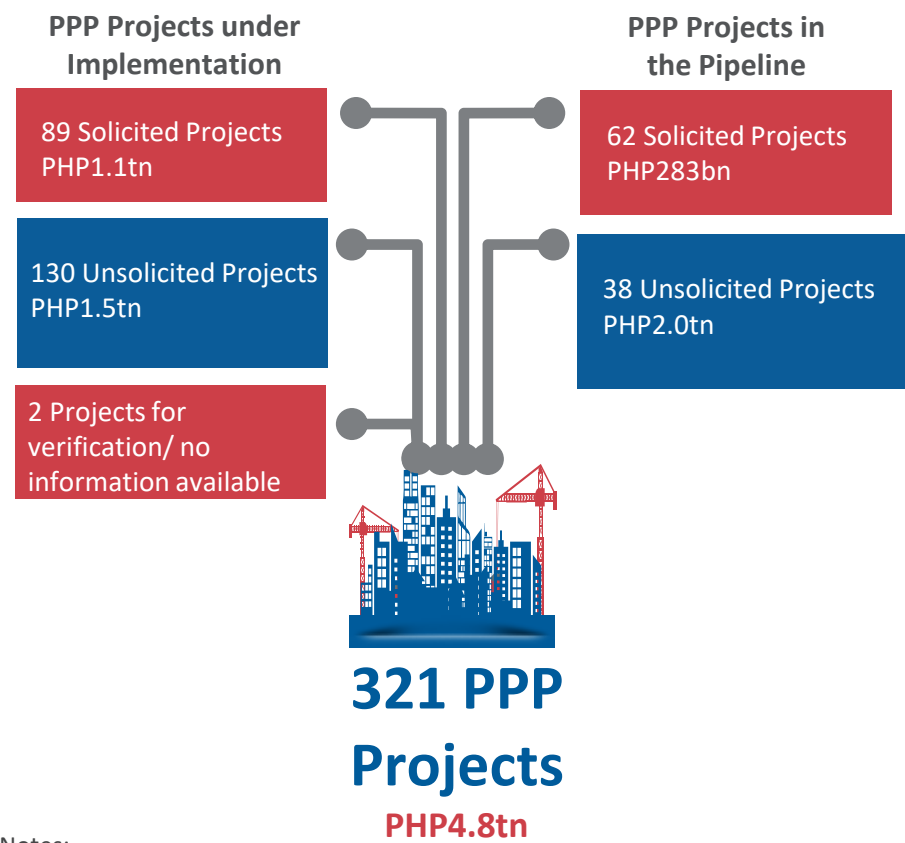 PPP Projects under
Implementation
89 Solicited Projects
PHP1.1tn
130 Unsolicited Projects
PHP1.5tn
2 Projects for
verification/ no
information available
PPP Projects in
the Pipeline
62 Solicited Projects
PHP283bn
38 Unsolicited Projects
PHP2.0tn
321 PPP
Projects
PHP4.8tn
Notes: